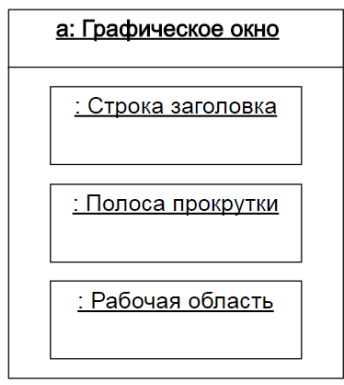 а: Графическое окно
: Строка заголовка
: Полоса прокрутки
: Рабочая область